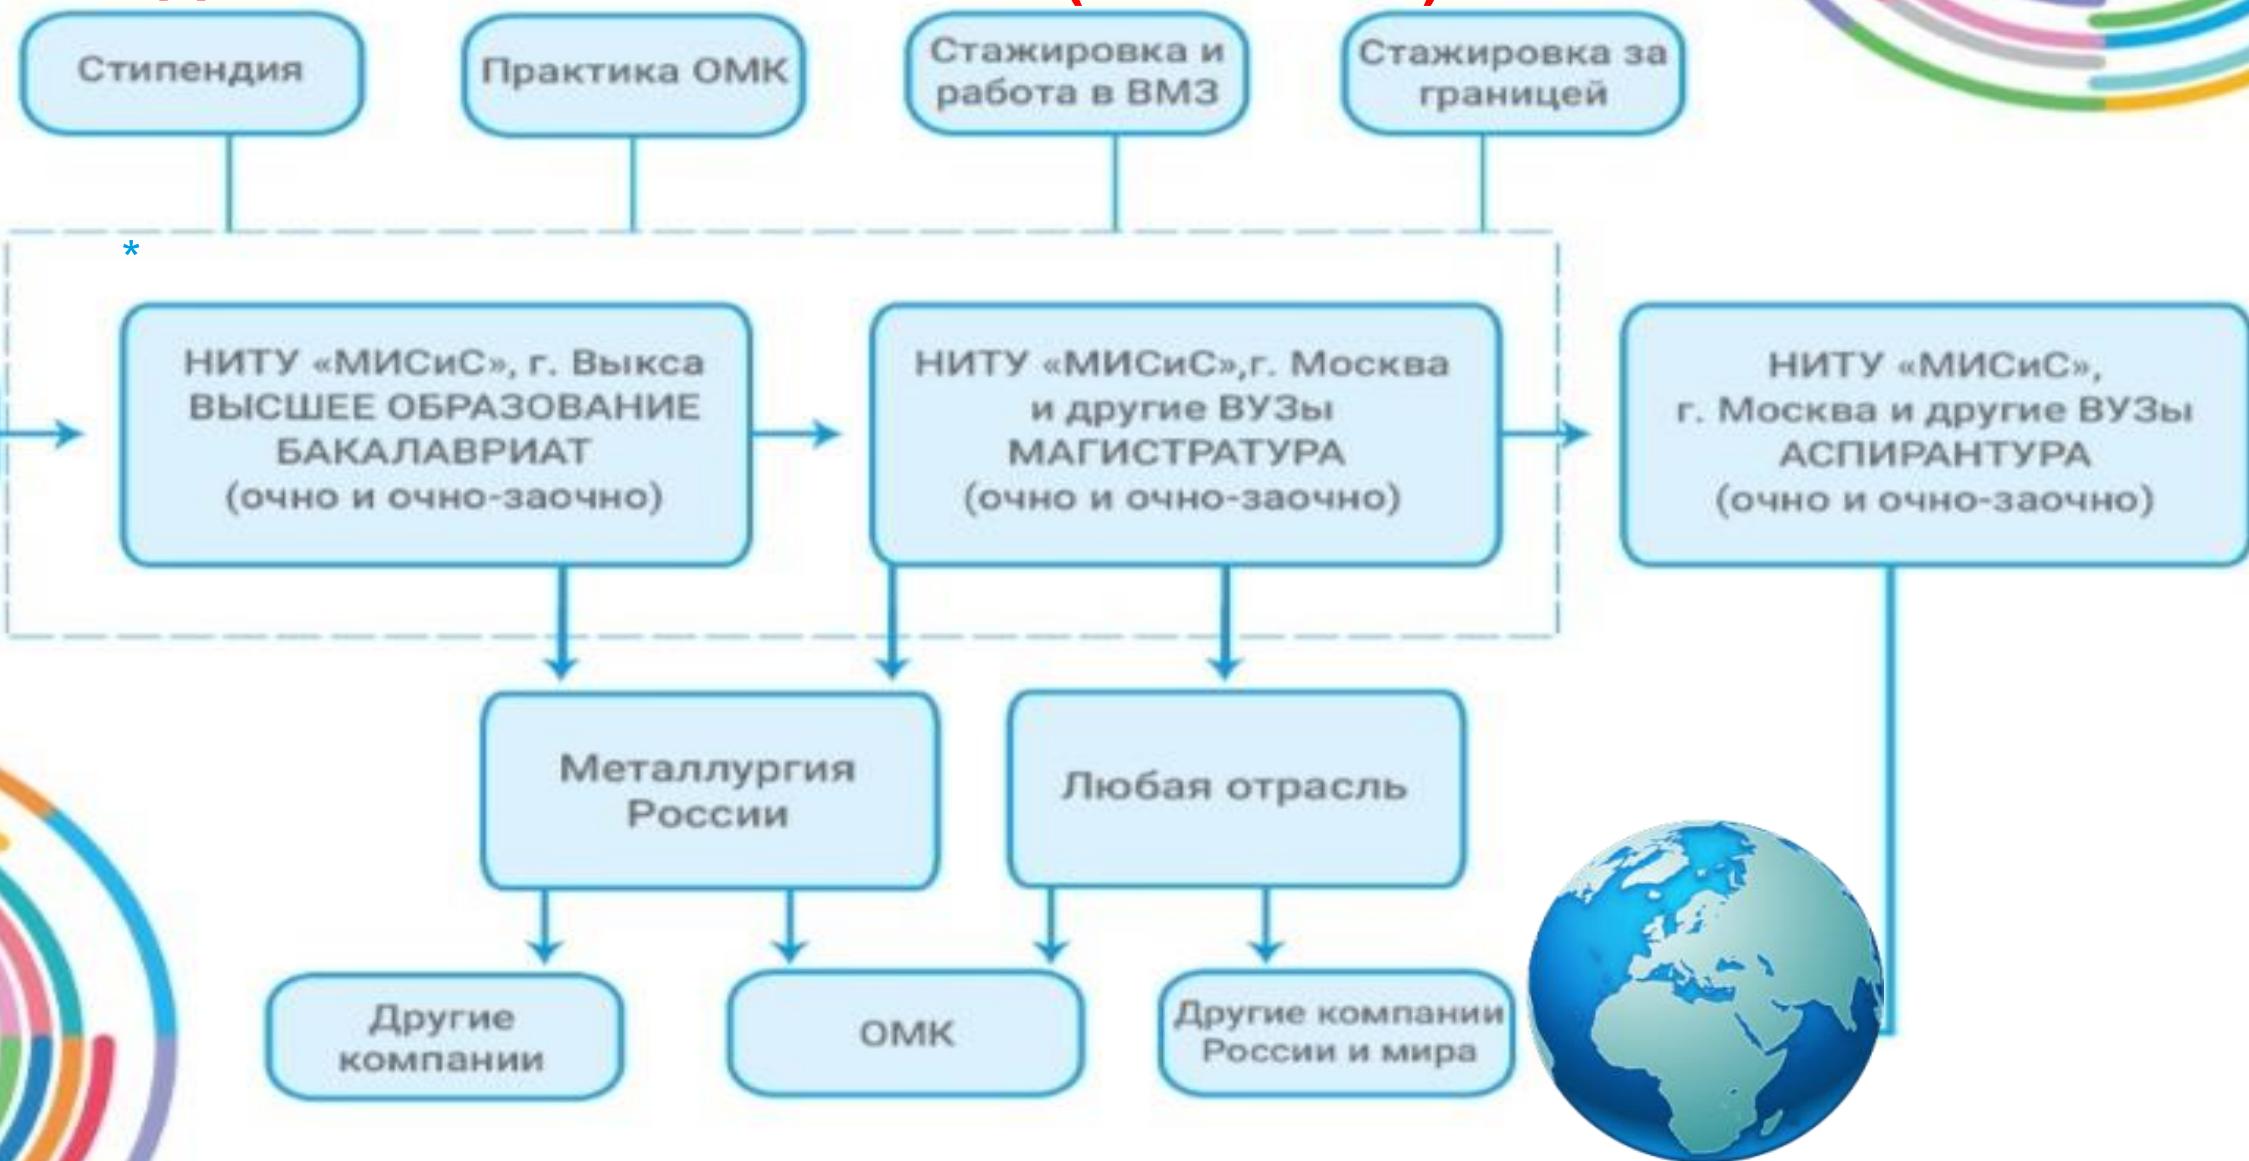 Стипендия
Практика ОМК
Стажировка и
работа в ВМЗ
Стажировка за
границей
*
НИТУ «МИСиС», г. Выкса
ВЫСШЕЕ ОБРАЗОВАНИЕ
БАКАЛАВРИАТ
(очно и очно-заочно)
НИТУ «МИСиС»,г. Москва
и другие ВУЗы
МАГИСТРАТУРА
(очно и очно-заочно)
НИТУ «МИСиС»,
г. Москва и другие ВУЗы
АСПИРАНТУРА
(очно и очно-заочно)
Металлургия
России
Любая отрасль
Другие
компании
ОМК
Другие компании
России и мира